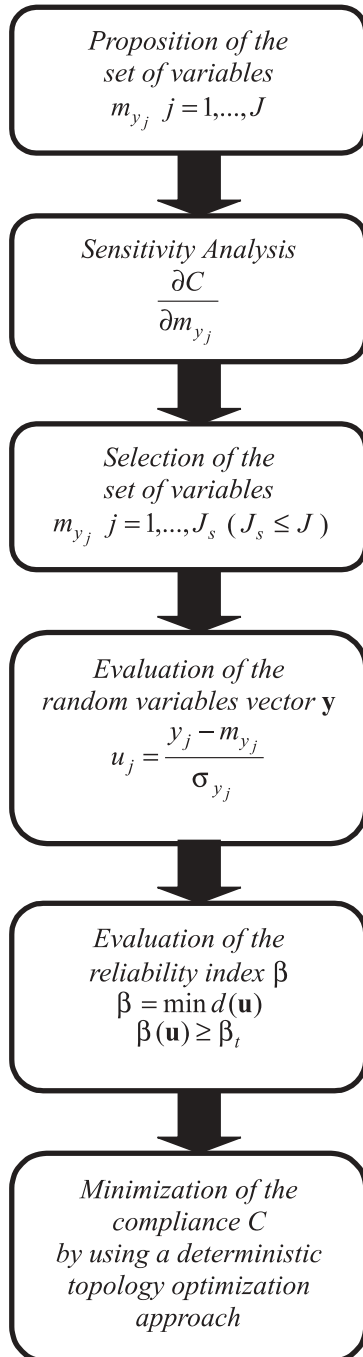 Proposition of the
set of variables
m_{y_j} j = 1,...,J
Sensitivity Analysis
∂C
∂m_{y_j}
Selection of the
set of variables
m_{y_j} j = 1,...,J_s ( J_s ≤ J )
Evaluation of the
random variables vector y
u_j = \frac{y_j − m_{y_j}}{σ_{y_j}}
Evaluation of the
reliability index β
β = min d(u)
β(u) ≥ β_t
Minimization of the
compliance C
by using a deterministic
topology optimization
approach